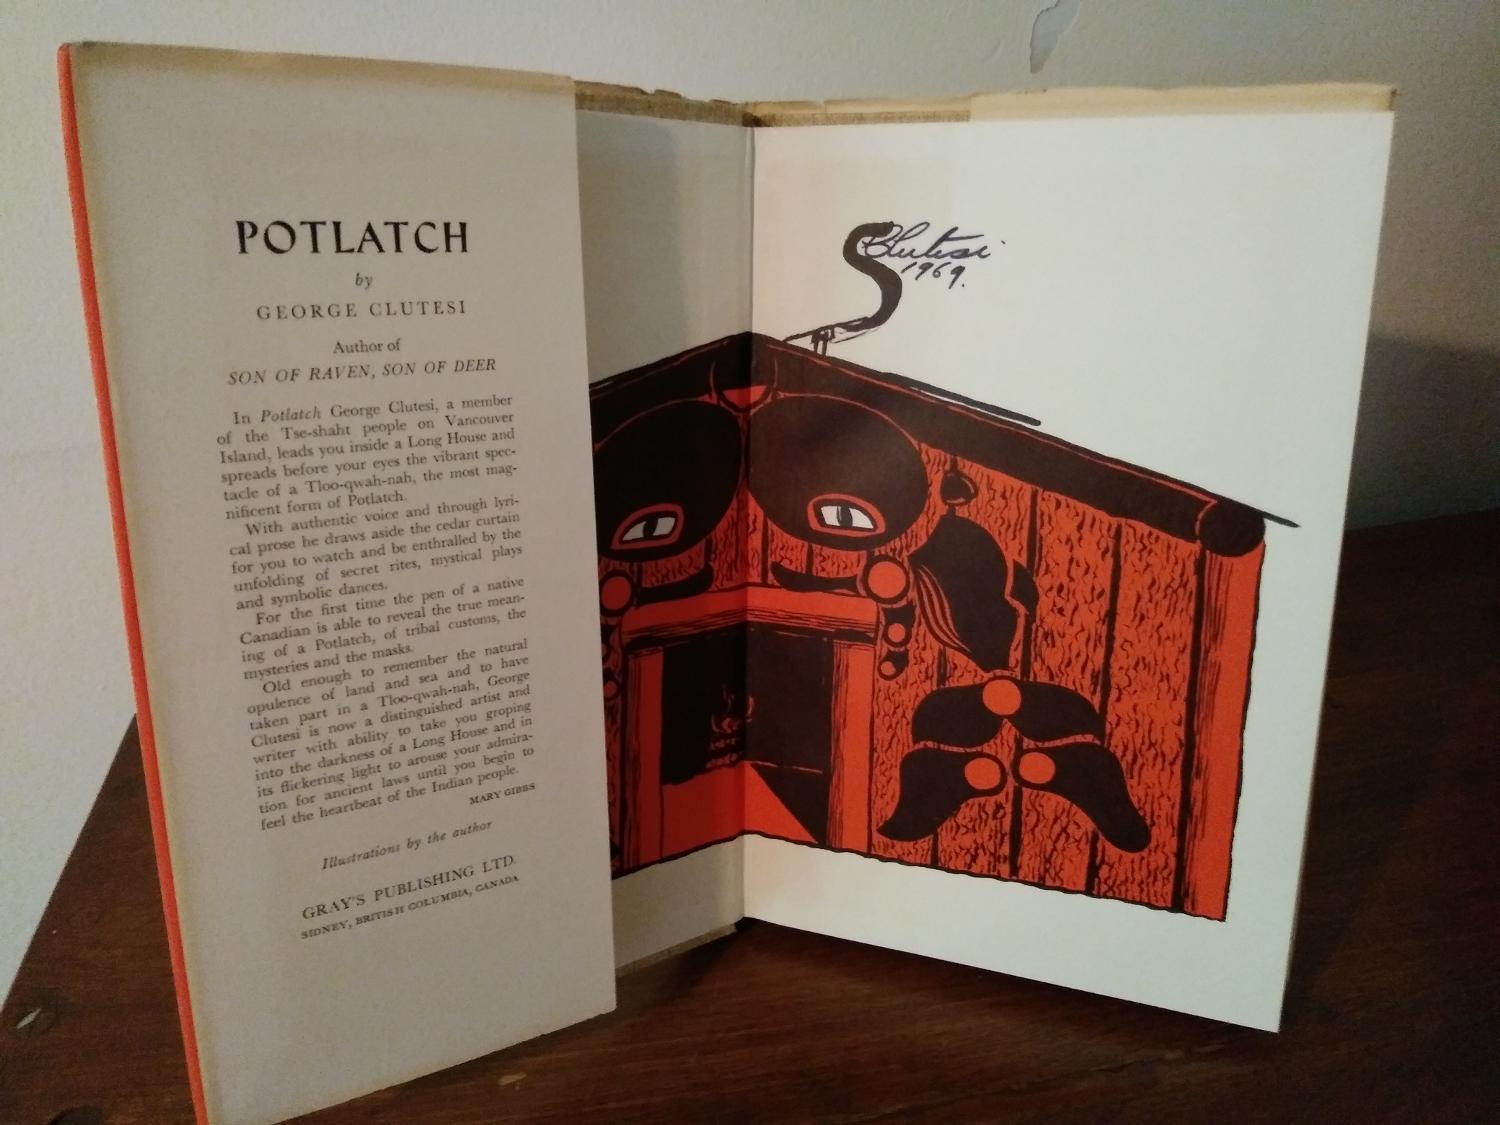 POTLATCH
by
GEORGE CLUTESI
Author of
SON OF RAVEN, SON OF DEER
In Potlatch George Clutesi, a member
of the Tse-shaht people on Vancouver
Island, leads you inside a Long House and
spreads before your eyes the vibrant spec-
tacle of a Tloo-qwah-nah, the most mag-
nificent form of Potlatch.
With authentic voice and through lyri-
cal prose he draws aside the cedar curtain
for you to watch and be enthralled by the
unfolding of secret rites, mystical plays
and symbolic dances.
For the first time the pen of a native
Canadian is able to reveal the true mean-
ing of a Potlatch, of tribal customs, the
mysteries and the masks.
Old enough to remember the natural
opulence of land and sea and to have
taken part in a Tloo-qwah-nah, George
Clutesi is now a distinguished artist and
writer with ability to take you groping
into the darkness of a Long House and in
its flickering light to arouse your admira-
tion for ancient laws until you begin to
feel the heartbeat of the Indian people.
MARY GIBBS
Illustrations by the author
GRAY'S PUBLISHING LTD.
SIDNEY, BRITISH COLUMBIA, CANADA
Clutesi
1969.